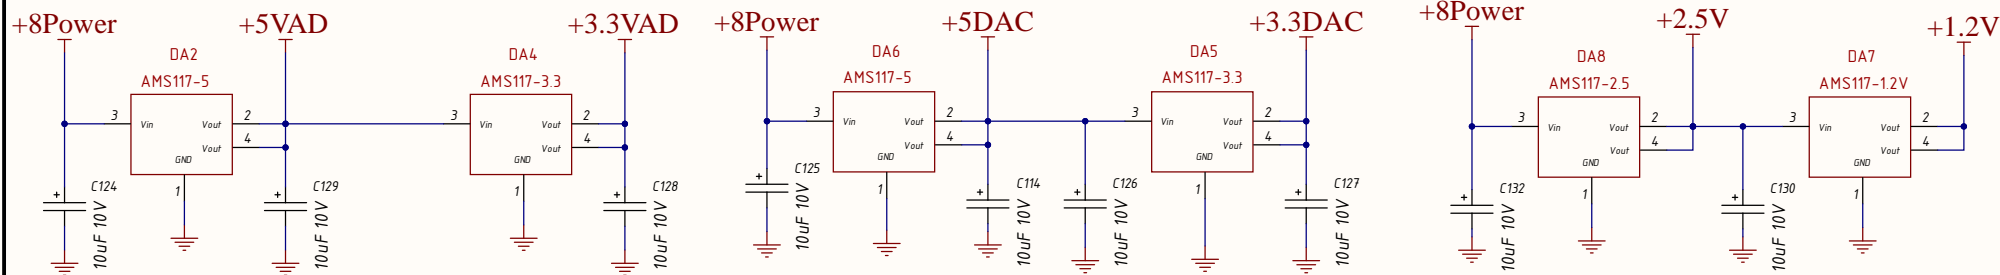 +8Power
+5VAD
+3.3VAD
DA2
AMS117-5
DA4
AMS117-3.3
3
Vin
Vout
2
Vout
4
GND
1
3
Vin
Vout
2
Vout
4
GND
1
C124
10uF 10V
C129
10uF 10V
C128
10uF 10V
+8Power
+5DAC
+3.3DAC
DA6
AMS117-5
DA5
AMS117-3.3
3
Vin
Vout
2
Vout
4
GND
1
3
Vin
Vout
2
Vout
4
GND
1
C125
10uF 10V
C114
10uF 10V
C126
10uF 10V
C127
10uF 10V
+8Power
+2.5V
+1.2V
DA8
AMS117-2.5
DA7
AMS117-1.2V
3
Vin
Vout
2
Vout
4
GND
1
3
Vin
Vout
2
Vout
4
GND
1
C132
10uF 10V
C130
10uF 10V